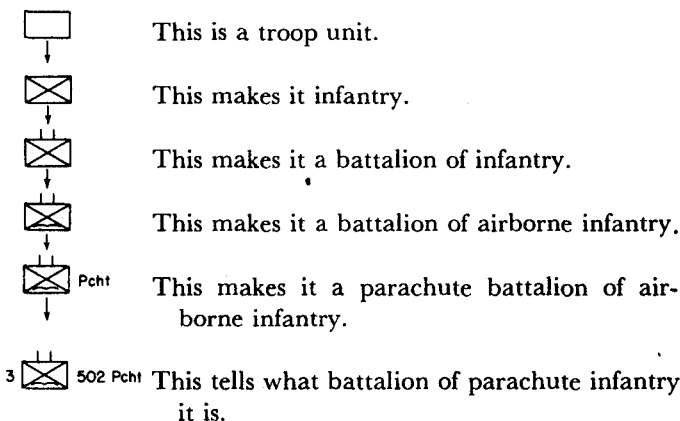 This is a troop unit.
This makes it infantry.
This makes it a battalion of infantry.
This makes it a battalion of airborne infantry.
Pcht This makes it a parachute battalion of air-
borne infantry.
3 502 Pcht This tells what battalion of parachute infantry
it is.